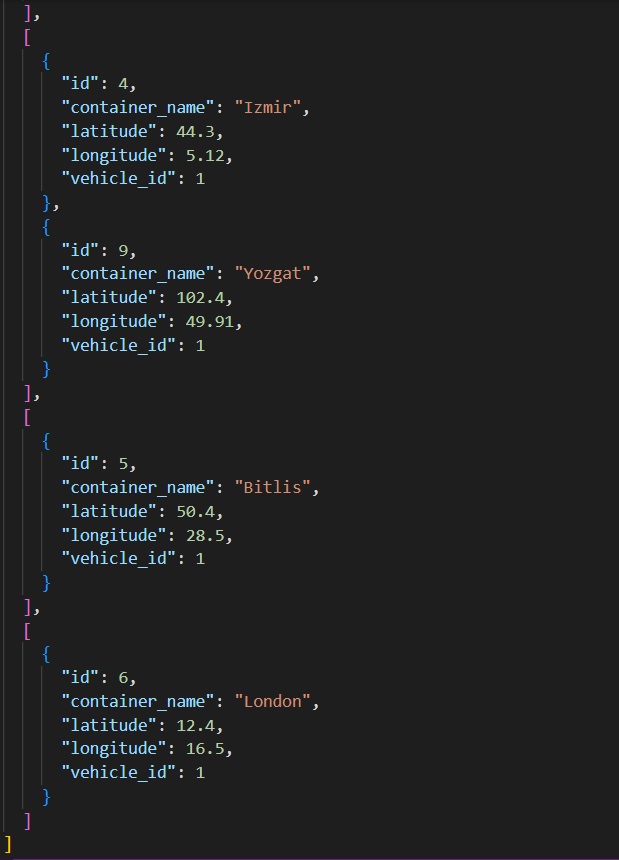 ],
[
{
"id": 4,
"container_name": "Izmir",
"latitude": 44.3,
"longitude": 5.12,
"vehicle_id": 1
},
{
"id": 9,
"container_name": "Yozgat",
"latitude": 102.4,
"longitude": 49.91,
"vehicle_id": 1
}
],
[
{
"id": 5,
"container_name": "Bitlis",
"latitude": 50.4,
"longitude": 28.5,
"vehicle_id": 1
}
],
[
{
"id": 6,
"container_name": "London",
"latitude": 12.4,
"longitude": 16.5,
"vehicle_id": 1
}
]
]